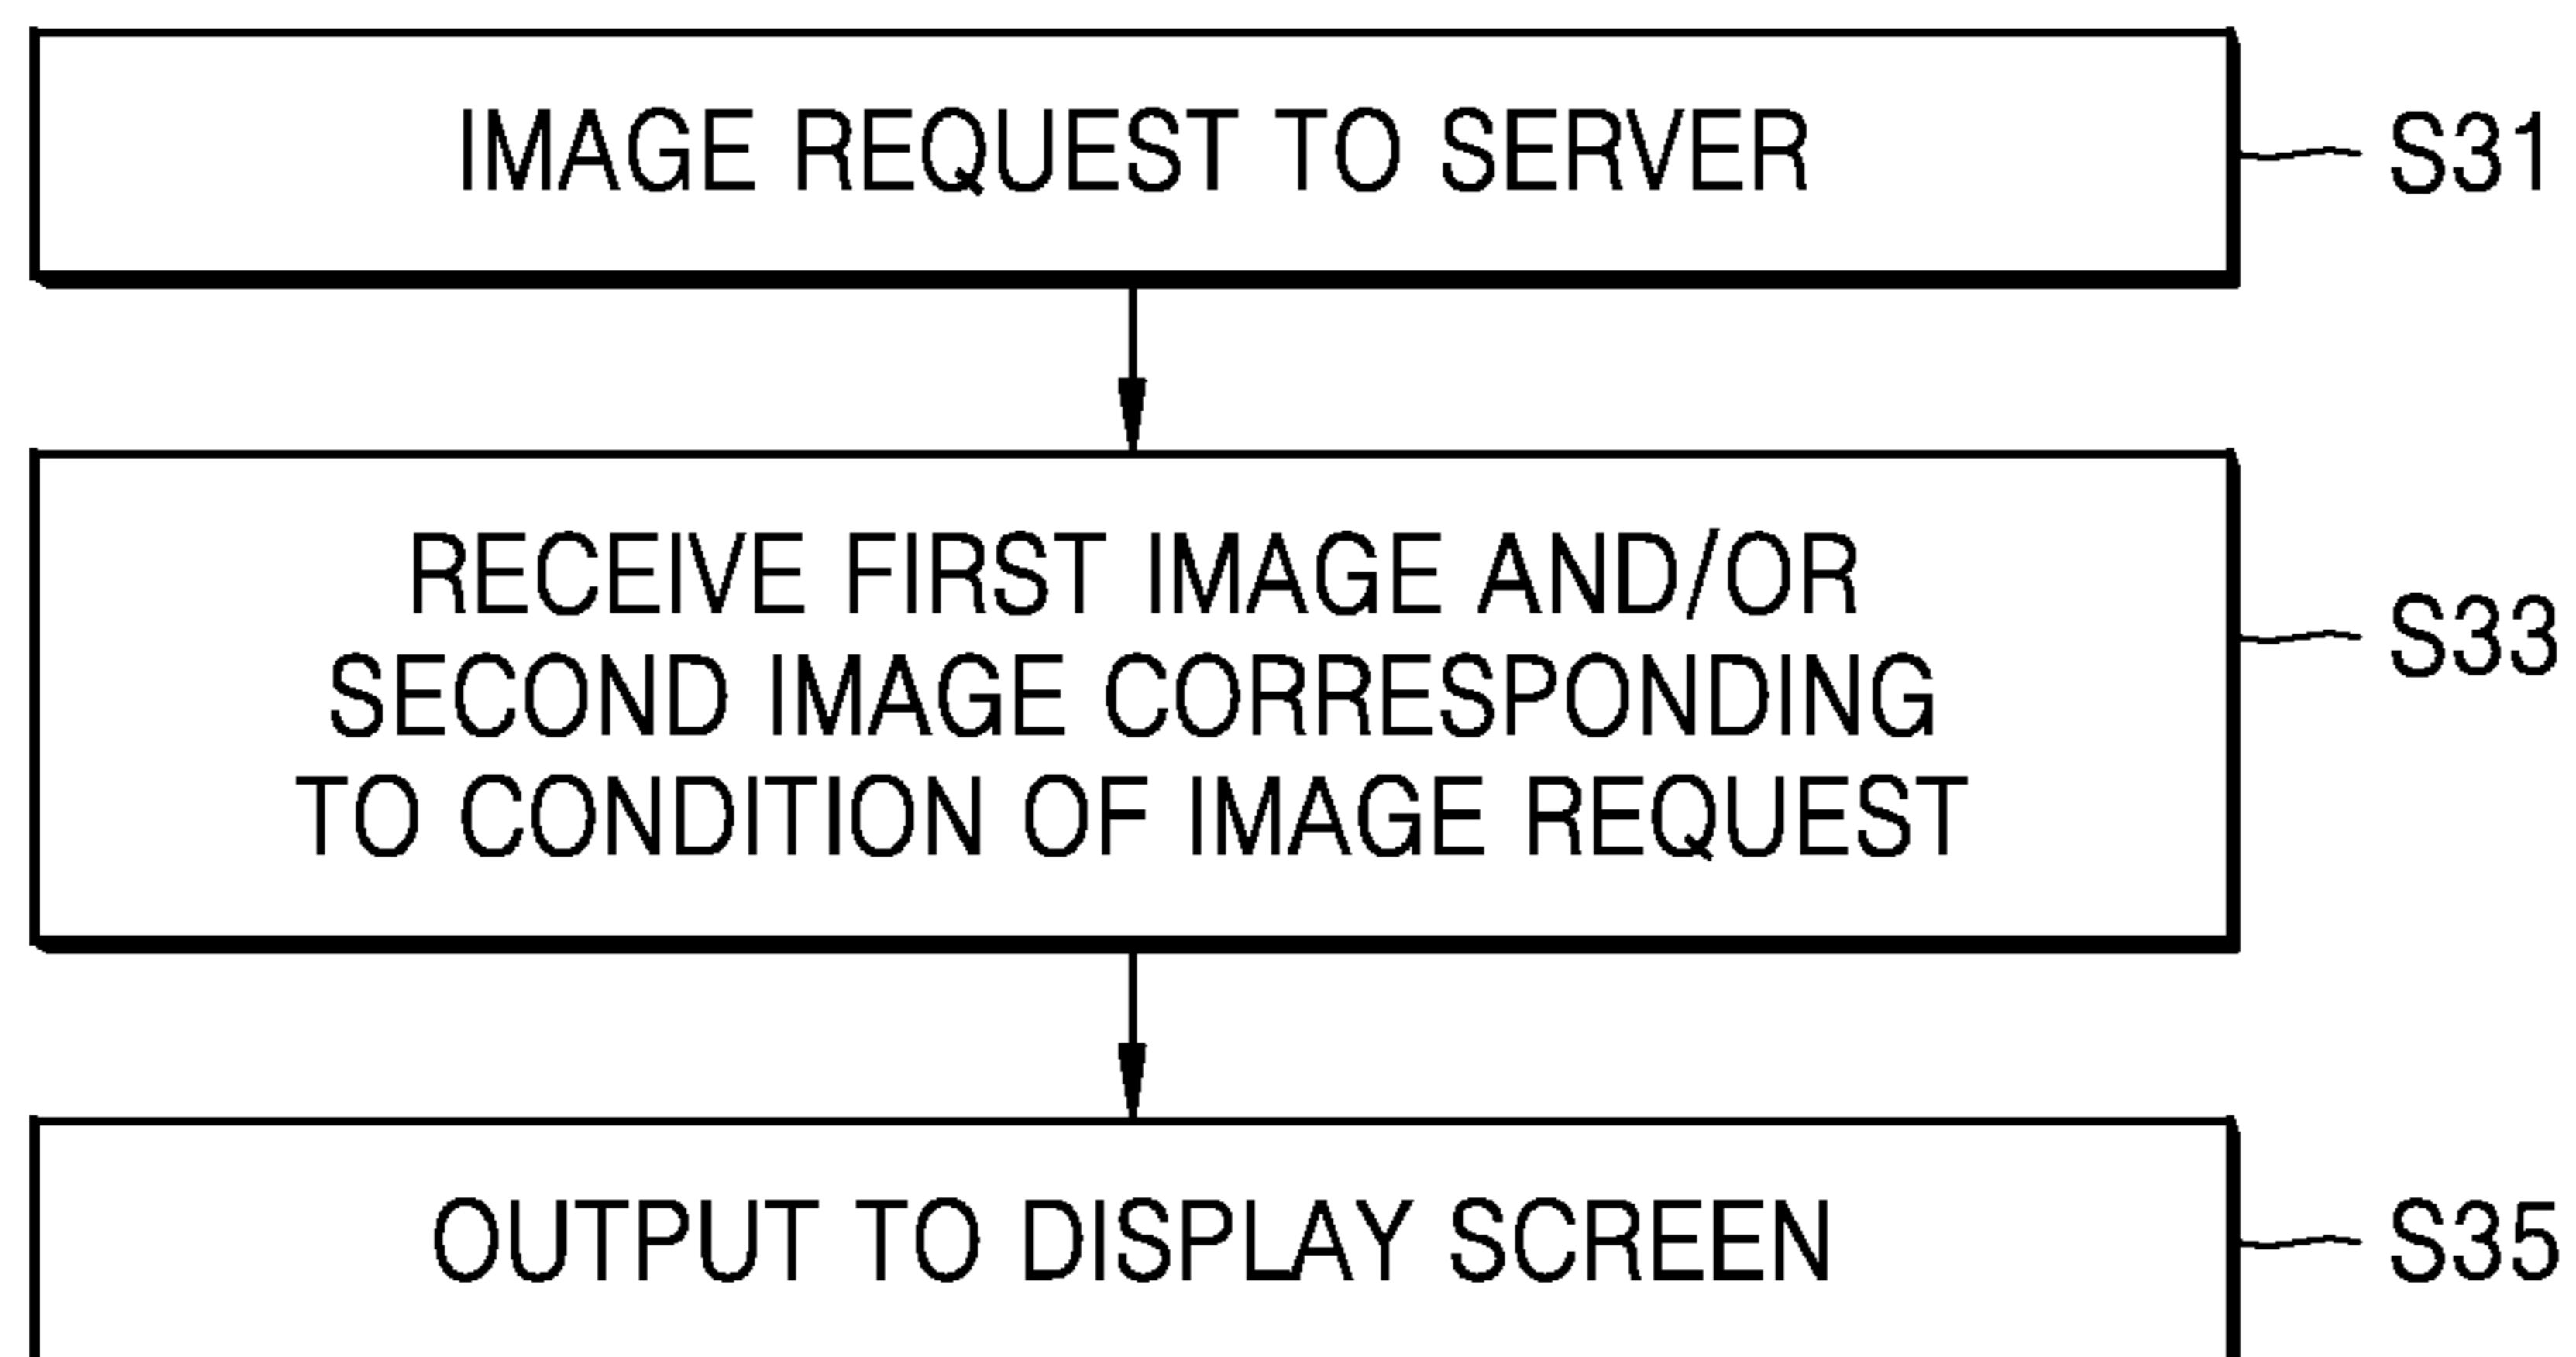 IMAGE REQUEST TO SERVER
S31
RECEIVE FIRST IMAGE AND/OR
SECOND IMAGE CORRESPONDING
TO CONDITION OF IMAGE REQUEST
S33
OUTPUT TO DISPLAY SCREEN
S35